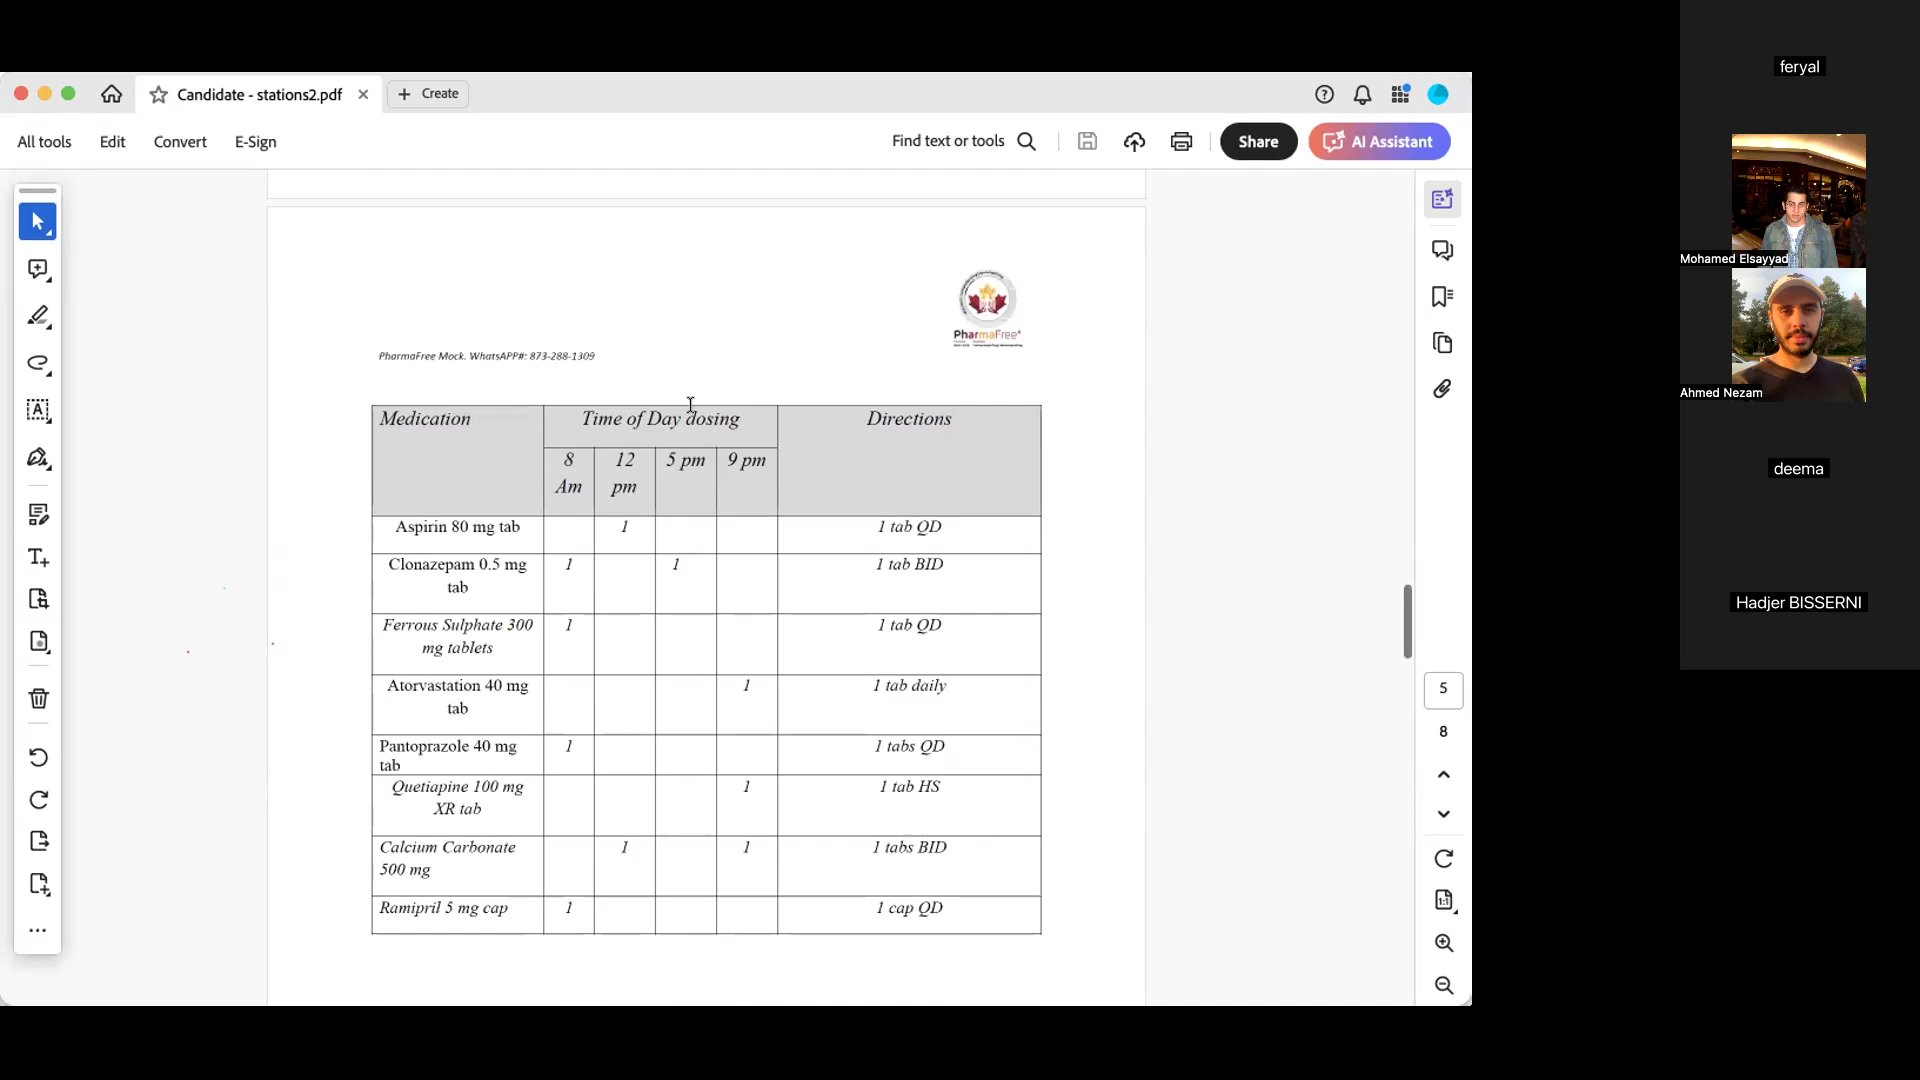 feryal
Candidate - stations2.pdf
Create
All tools
Edit
Convert
E-Sign
Find text or tools
Share
AI Assistant
Mohamed Elsayyad
PharmaFree
PharmaFree Mock. WhatsAPP#: 873-288-1309
Ahmed Nezam
Medication
Time of Day dosing
Directions
8 Am
12 pm
5 pm
9 pm
Aspirin 80 mg tab
1
1 tab QD
Clonazepam 0.5 mg
tab
1
1
1 tab BID
Ferrous Sulphate 300
mg tablets
1
1 tab QD
Atorvastation 40 mg
tab
1
1 tab daily
Pantoprazole 40 mg
tab
1
1 tabs QD
Quetiapine 100 mg
XR tab
1
1 tab HS
Calcium Carbonate
500 mg
1
1
1 tabs BID
Ramipril 5 mg cap
1
1 cap QD
deema
Hadjer BISSERNI
5
8